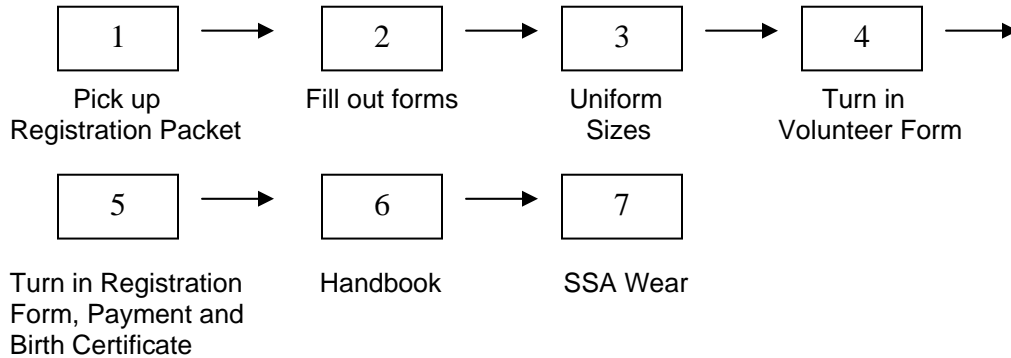 1
2
3
4
Pick up
Registration Packet
Fill out forms
Uniform
Sizes
Turn in
Volunteer Form
5
6
7
Turn in Registration
Form, Payment and
Birth Certificate
Handbook
SSA Wear